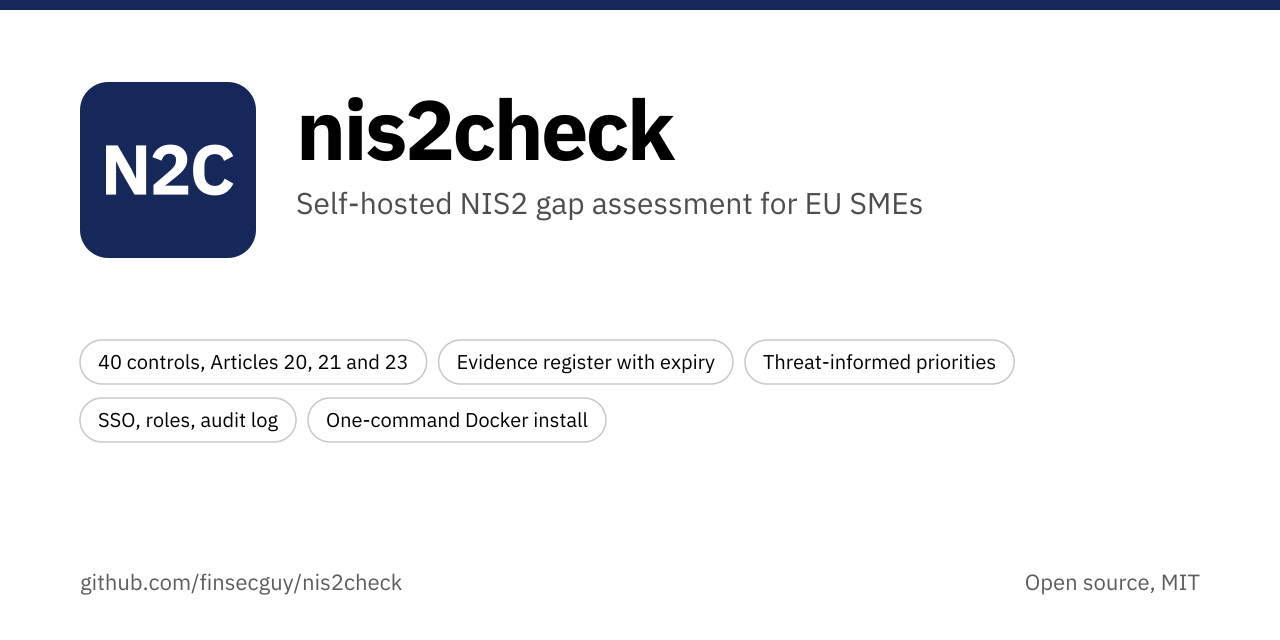 N2C
nis2check
Self-hosted NIS2 gap assessment for EU SMEs
40 controls, Articles 20, 21 and 23
Evidence register with expiry
Threat-informed priorities
SSO, roles, audit log
One-command Docker install
github.com/finsecguy/nis2check
Open source, MIT